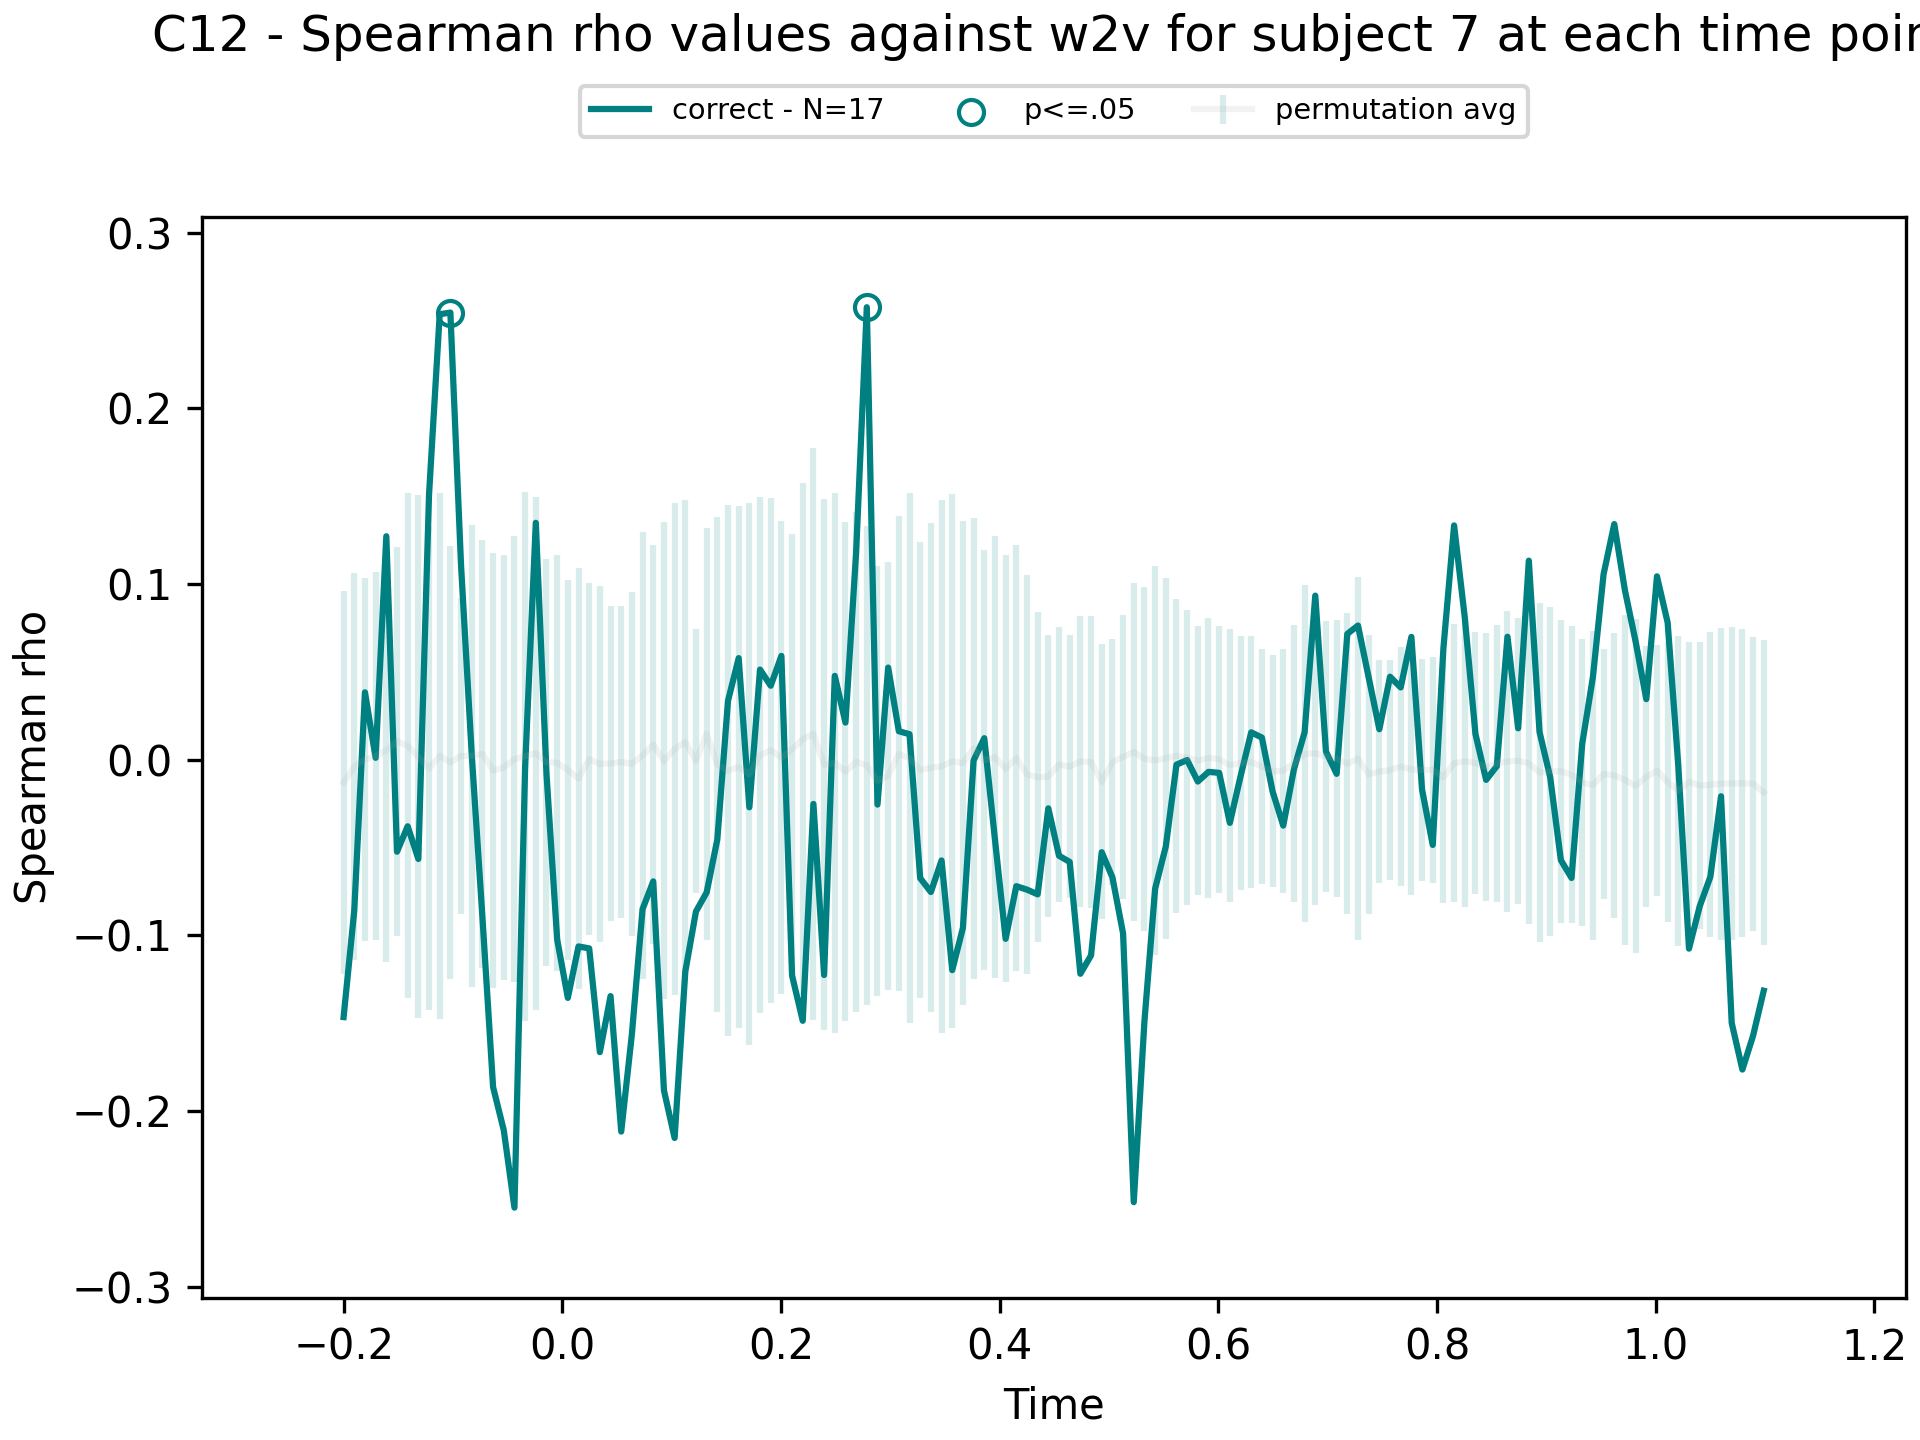 C12 - Spearman rho values against w2v for subject 7 at each time poin
correct - N=17 p<=.05 permutation avg
0.3
0.2
0.1
0.0
−0.1
−0.2
−0.3
Spearman rho
−0.2 0.0 0.2 0.4 0.6 0.8 1.0 1.2
Time